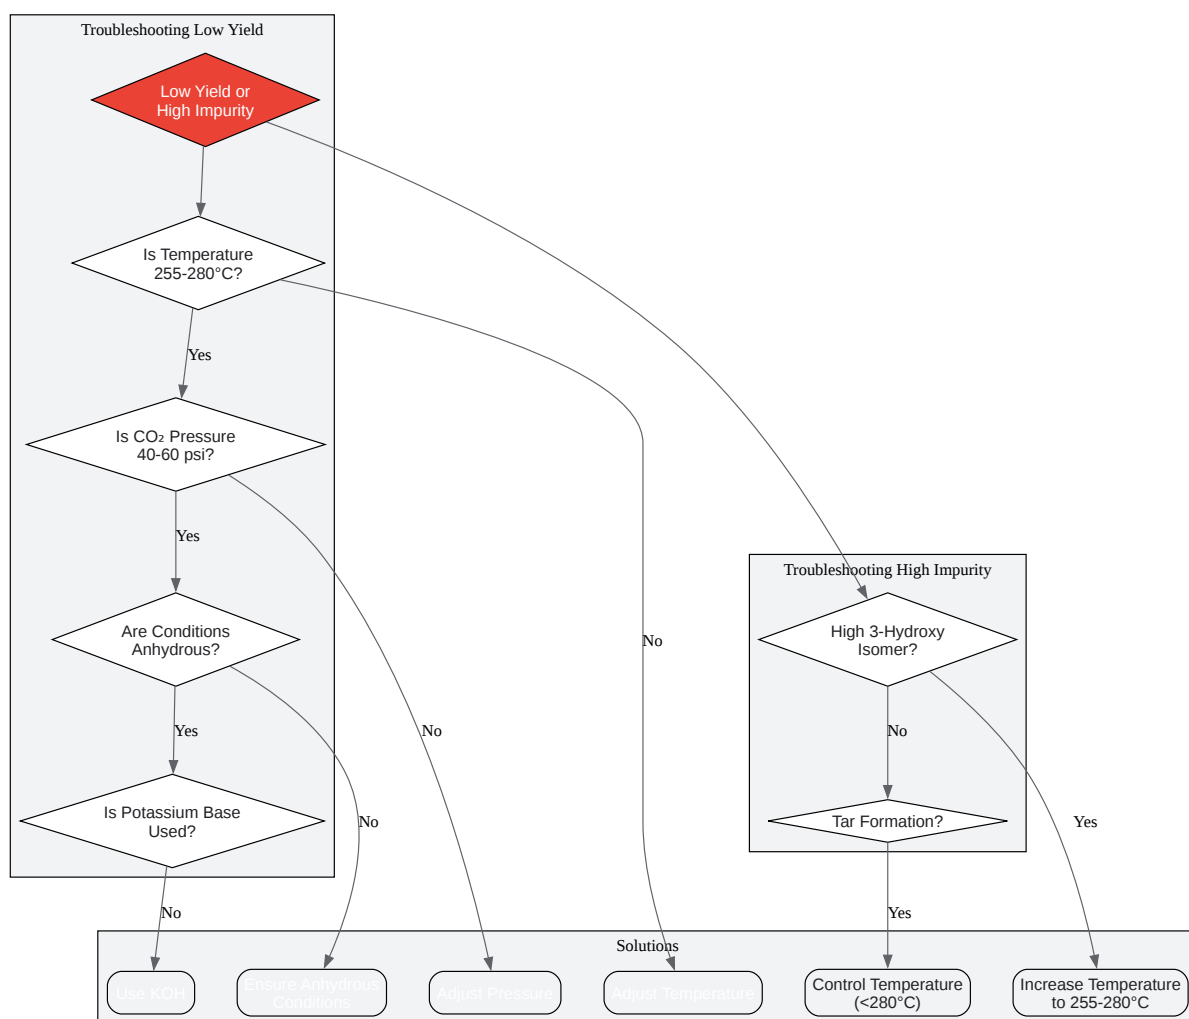 Troubleshooting Low Yield
Low Yield or
High Impurity
Is Temperature
255-280°C?
Yes
Is CO₂ Pressure
40-60 psi?
Yes
Are Conditions
Anhydrous?
Yes
Is Potassium Base
Used?
No
No
No
No
Troubleshooting High Impurity
High 3-Hydroxy
Isomer?
No
Yes
Tar Formation?
Yes
Solutions
Use KOH
Ensure Anhydrous
Conditions
Adjust Pressure
Adjust Temperature
Control Temperature
(<280°C)
Increase Temperature
to 255-280°C